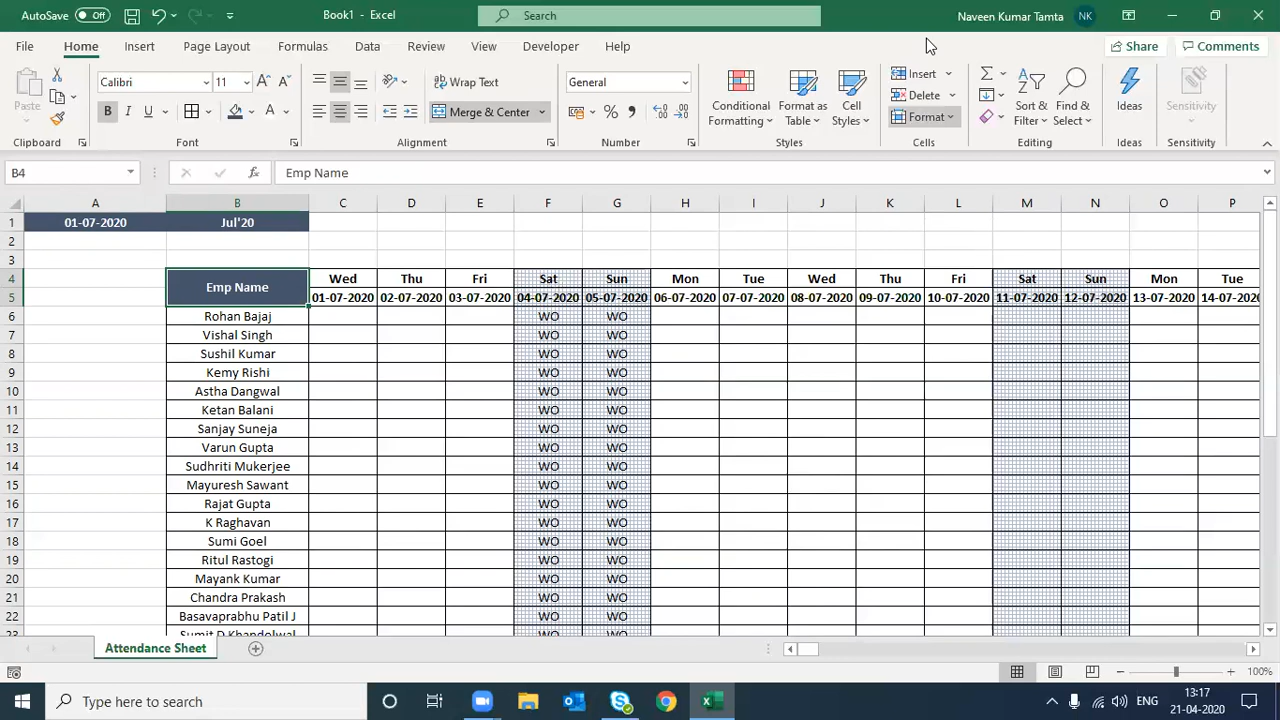 AutoSave Off Book1 - Excel Search Naveen Kumar Tamta NK
File Home Insert Page Layout Formulas Data Review View Developer Help Share Comments
Paste Calibri 11 Wrap Text General Conditional Formatting Format as Table Cell Styles Insert Delete Format Sort & Filter Find & Select Ideas Sensitivity
B I U Merge & Center
Clipboard Font Alignment Number Styles Cells Editing Ideas Sensitivity
B4 fx Emp Name
A B C D E F G H I J K L M N O P
1 01-07-2020 Jul'20
2
3
4 Emp Name Wed Thu Fri Sat Sun Mon Tue Wed Thu Fri Sat Sun Mon Tue
5 01-07-2020 02-07-2020 03-07-2020 04-07-2020 05-07-2020 06-07-2020 07-07-2020 08-07-2020 09-07-2020 10-07-2020 11-07-2020 12-07-2020 13-07-2020 14-07-2020
6 Rohan Bajaj WO WO
7 Vishal Singh WO WO
8 Sushil Kumar WO WO
9 Kemy Rishi WO WO
10 Astha Dangwal WO WO
11 Ketan Balani WO WO
12 Sanjay Suneja WO WO
13 Varun Gupta WO WO
14 Sudhriti Mukerjee WO WO
15 Mayuresh Sawant WO WO
16 Rajat Gupta WO WO
17 K Raghavan WO WO
18 Sumi Goel WO WO
19 Ritul Rastogi WO WO
20 Mayank Kumar WO WO
21 Chandra Prakash WO WO
22 Basavaprabhu Patil J WO WO
23 Sumit D Khandelwal WO WO
Attendance Sheet
100%
Type here to search ENG 13:17
21-04-2020